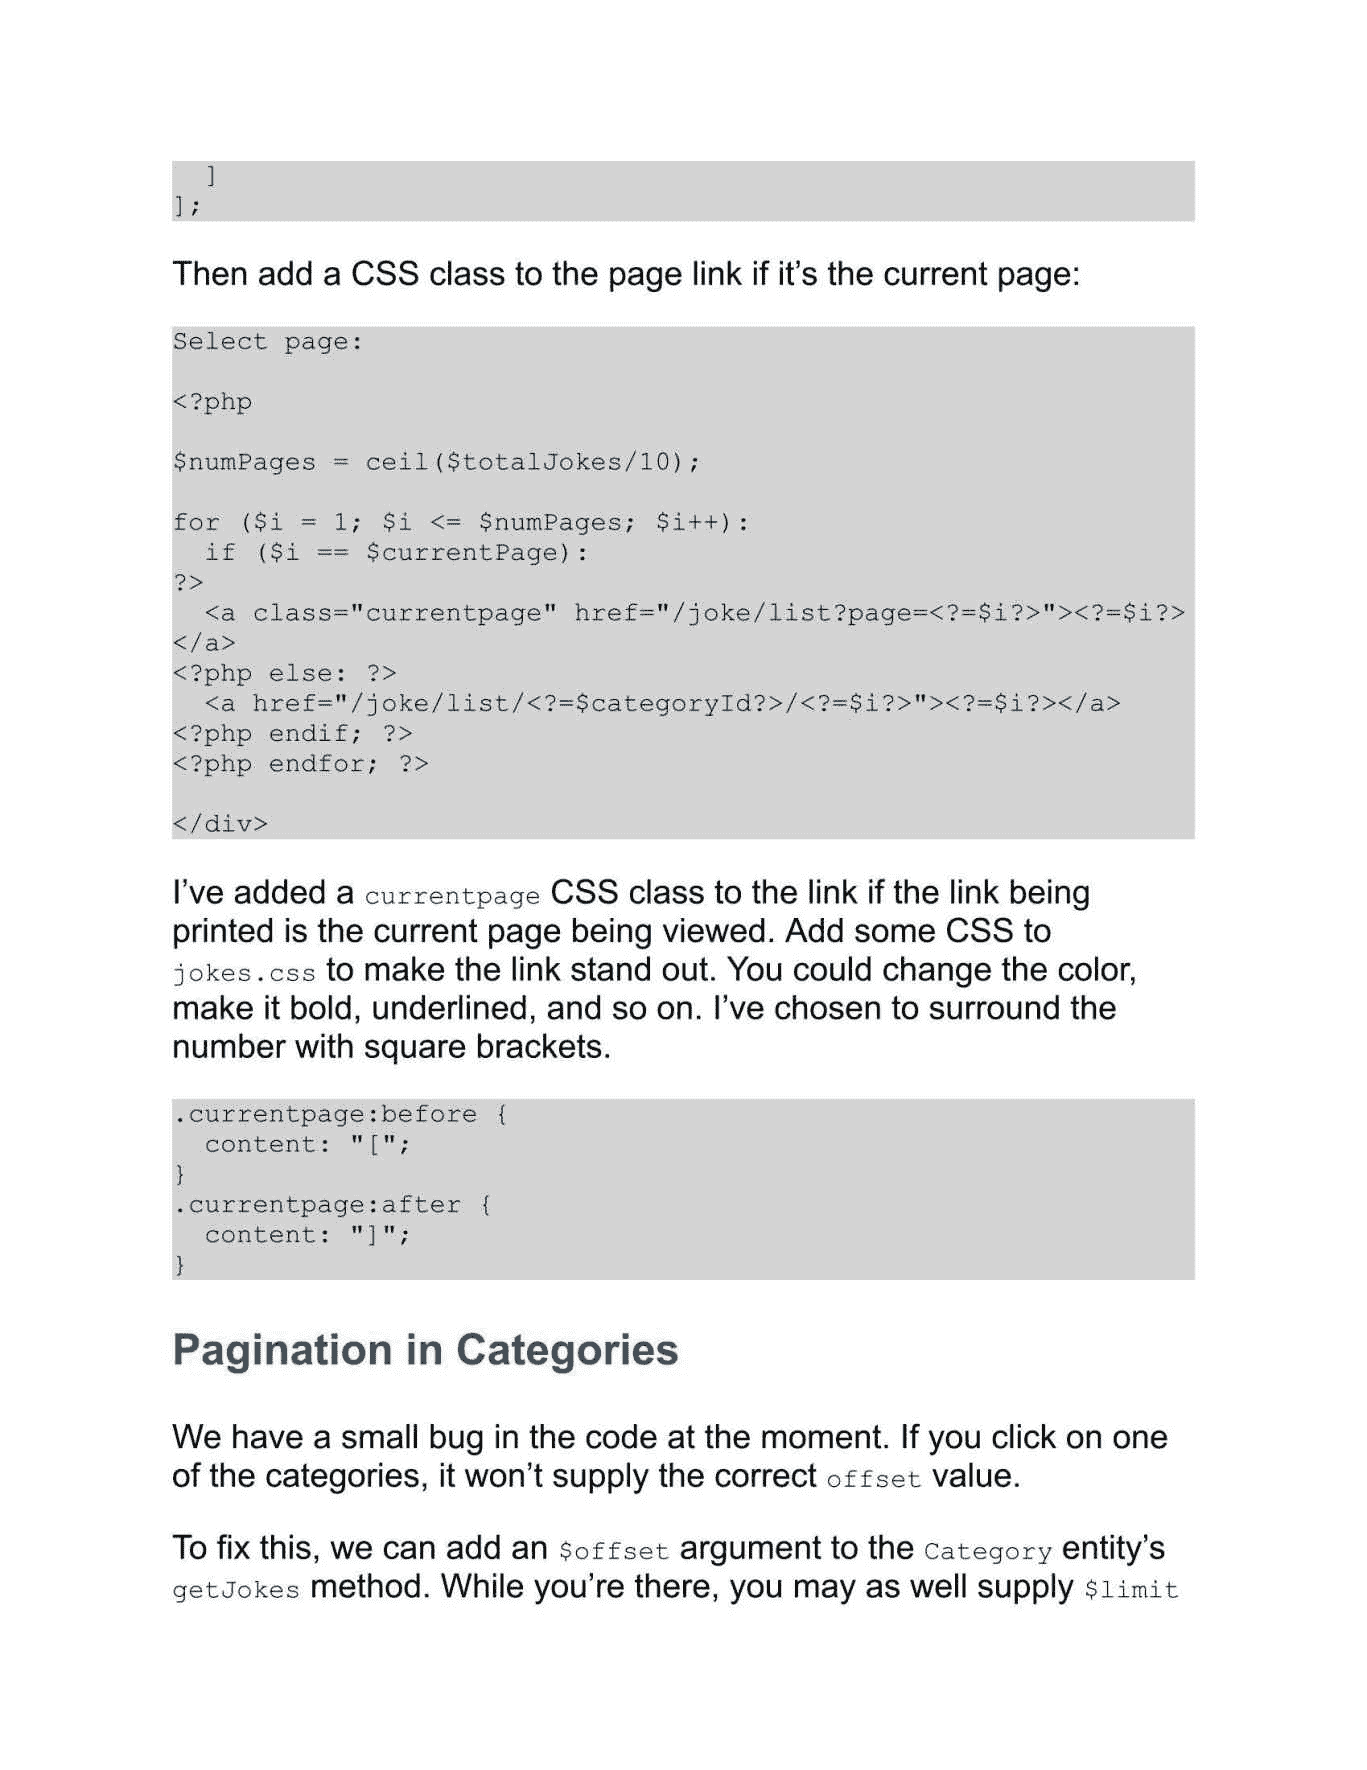 ]
];
Then add a CSS class to the page link if it’s the current page:
Select page:
<?php
$numPages = ceil($totalJokes/10);
for ($i = 1; $i <= $numPages; $i++):
  if ($i == $currentPage):
?>
  <a class="currentpage" href="/joke/list?page=<?=$i?>"><?=$i?>
</a>
<?php else: ?>
  <a href="/joke/list/<?=$categoryId?>/<?=$i?>"><?=$i?></a>
<?php endif; ?>
<?php endfor; ?>
</div>
I’ve added a currentpage CSS class to the link if the link being
printed is the current page being viewed. Add some CSS to
jokes.css to make the link stand out. You could change the color,
make it bold, underlined, and so on. I’ve chosen to surround the
number with square brackets.
.currentpage:before {
  content: "[";
}
.currentpage:after {
  content: "]";
}
Pagination in Categories
We have a small bug in the code at the moment. If you click on one
of the categories, it won’t supply the correct offset value.
To fix this, we can add an $offset argument to the Category entity’s
getJokes method. While you’re there, you may as well supply $limit